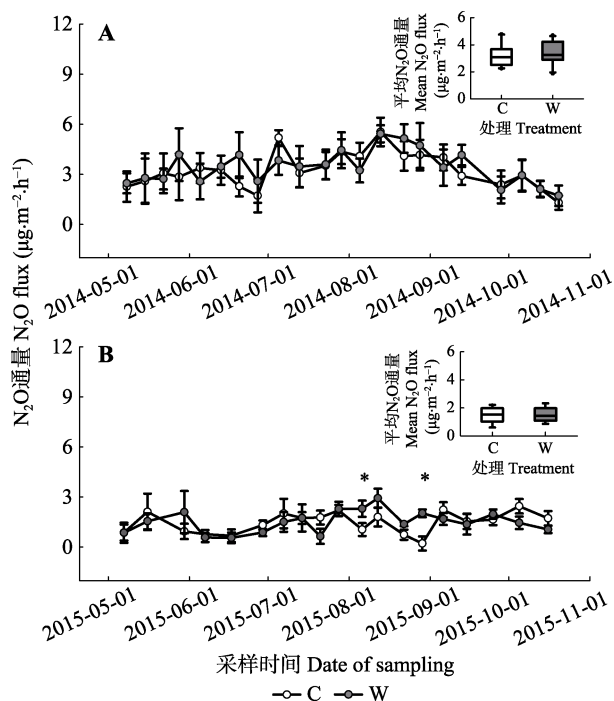 N₂O通量 N₂O flux (μg·m⁻²·h⁻¹)
A
12
9
6
3
0
2014-05-01
2014-06-01
2014-07-01
2014-08-01
2014-09-01
2014-10-01
2014-11-01
平均N₂O通量
Mean N₂O flux
(μg·m⁻²·h⁻¹)
6
4
2
0
C W
处理 Treatment
B
12
9
6
3
0
* *
2015-05-01
2015-06-01
2015-07-01
2015-08-01
2015-09-01
2015-10-01
2015-11-01
平均N₂O通量
Mean N₂O flux
(μg·m⁻²·h⁻¹)
6
4
2
0
C W
处理 Treatment
采样时间 Date of sampling
C W